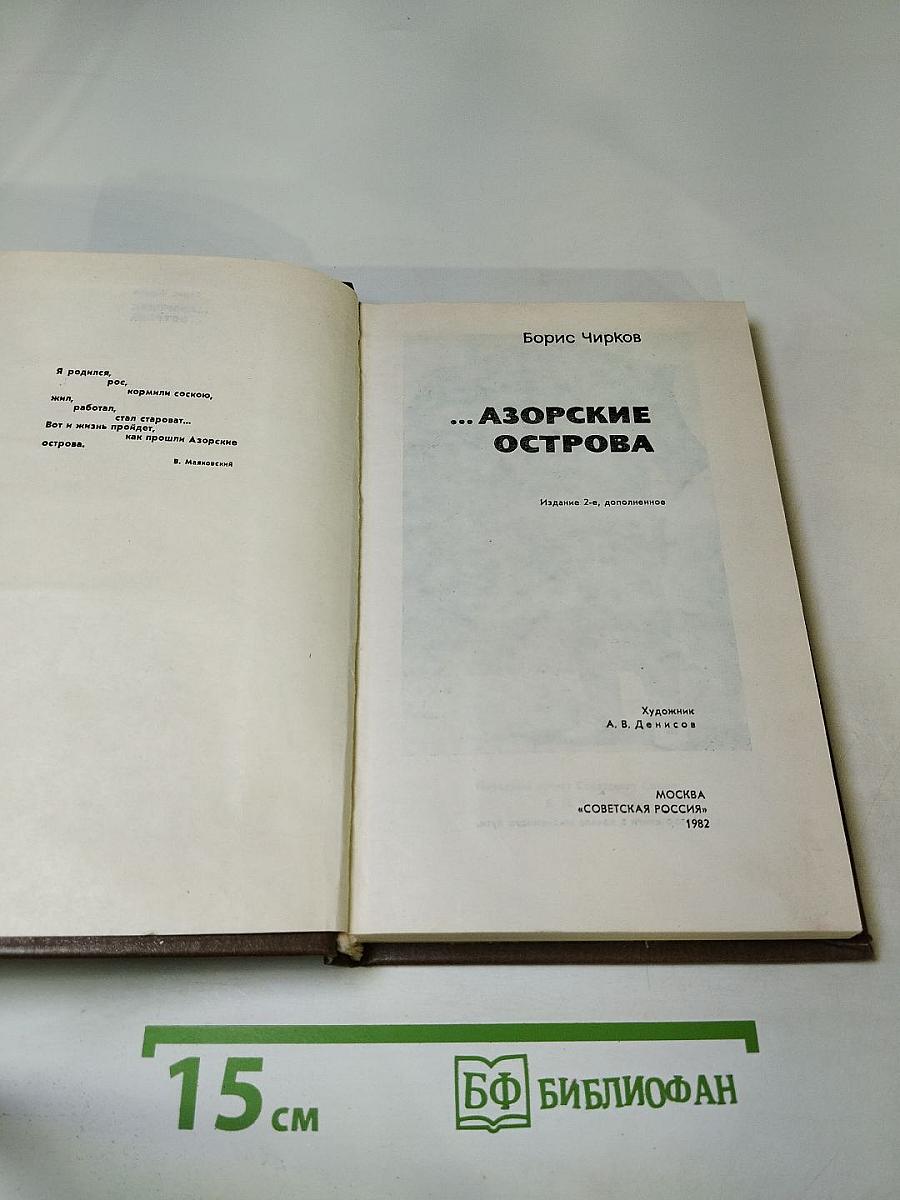 Я родился,
рос,
кормили соскою,
жил,
работал,
стал староват...
Вот и жизнь пройдет,
как прошли Азорские
острова.
В. Маяковский
Борис Чирков
...АЗОРСКИЕ
ОСТРОВА
Издание 2-е, дополненное
Художник
А. В. Денисов
МОСКВА
«СОВЕТСКАЯ РОССИЯ»
1982
15 см
БФ БИБЛИОФАН